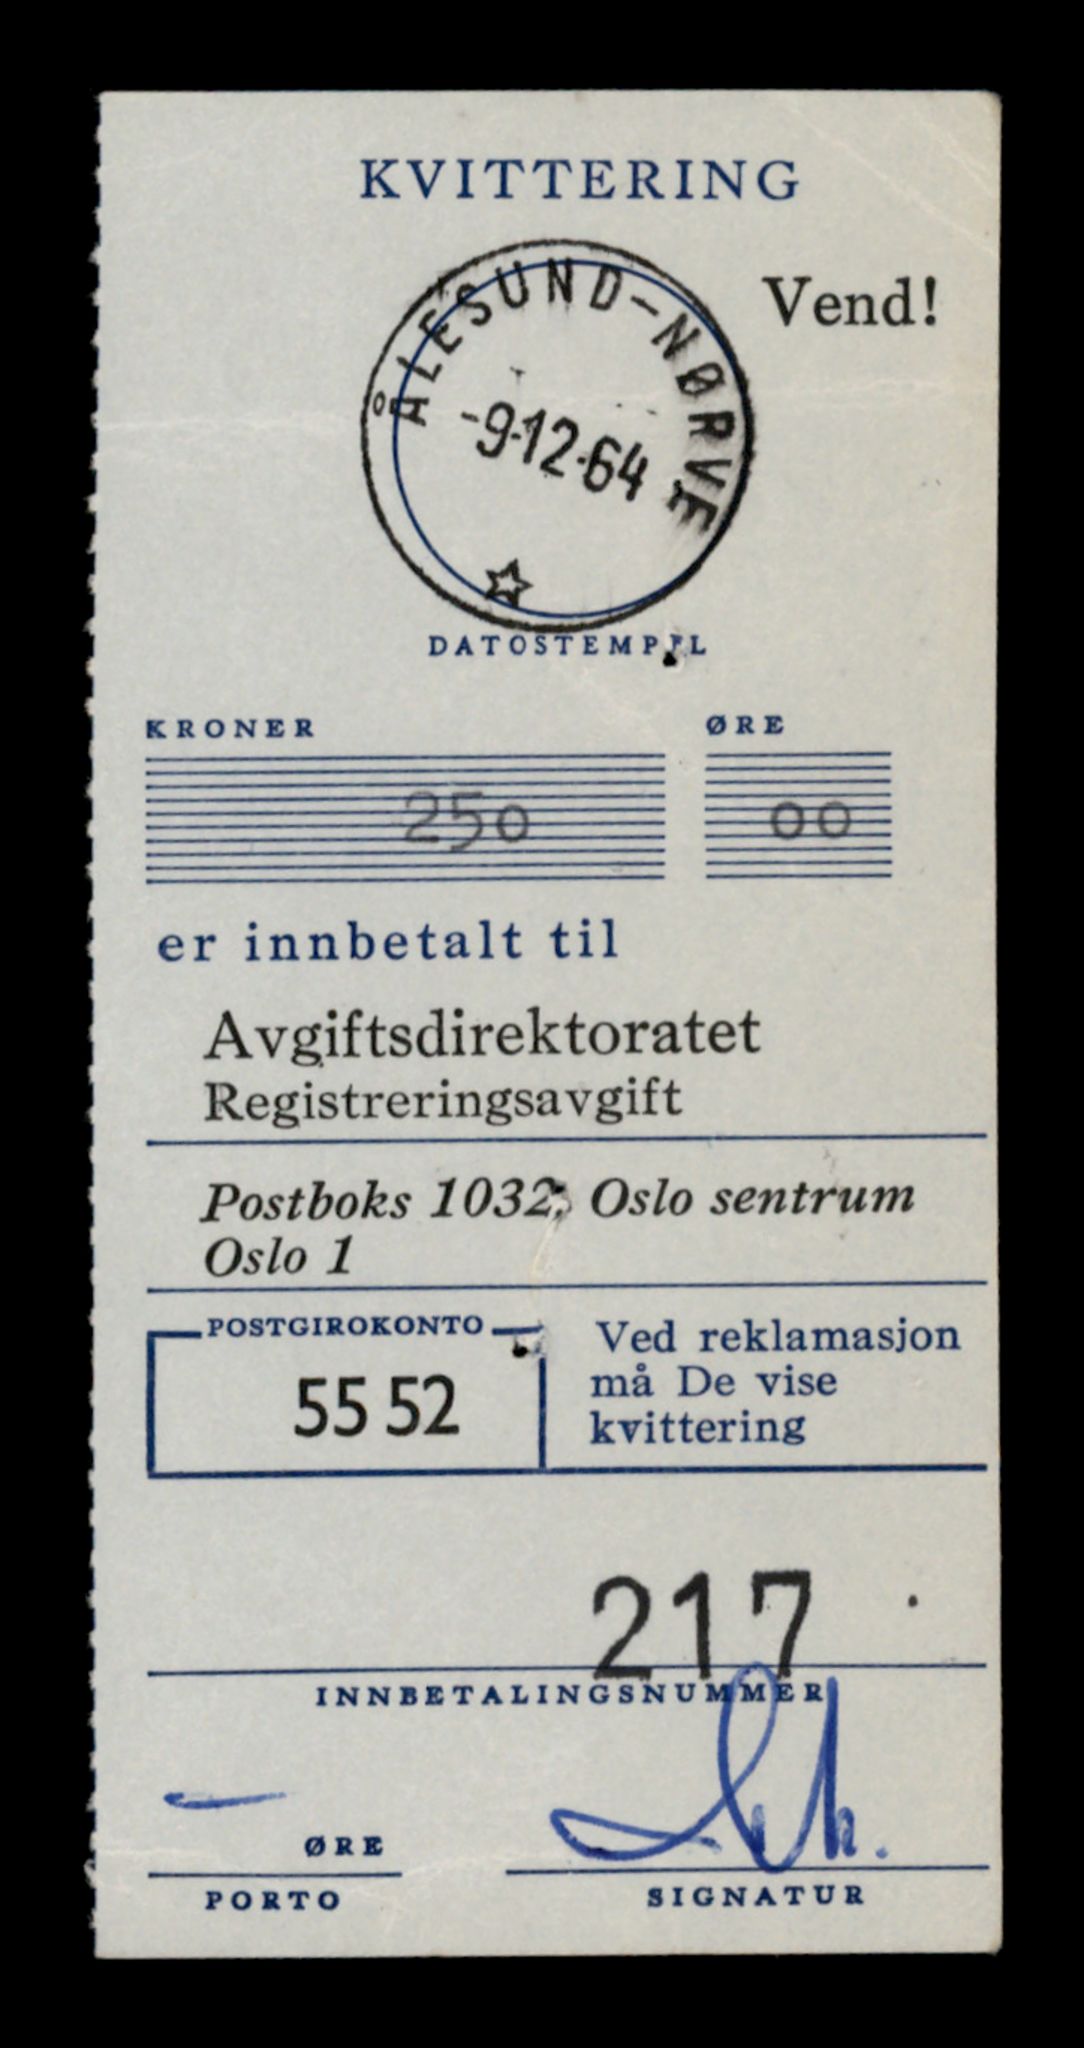 KVITTERING
Vend!
ÅLESUND-NØRVE
-9.12.64
DATOSTEMPEL
KRONER ØRE
250 00
er innbetalt til
Avgiftsdirektoratet
Registreringsavgift
Postboks 1032, Oslo sentrum
Oslo 1
POSTGIROKONTO
55 52
Ved reklamasjon
må De vise
kvittering
217
INNBETALINGSNUMMER
–
ØRE
PORTO
SIGNATUR